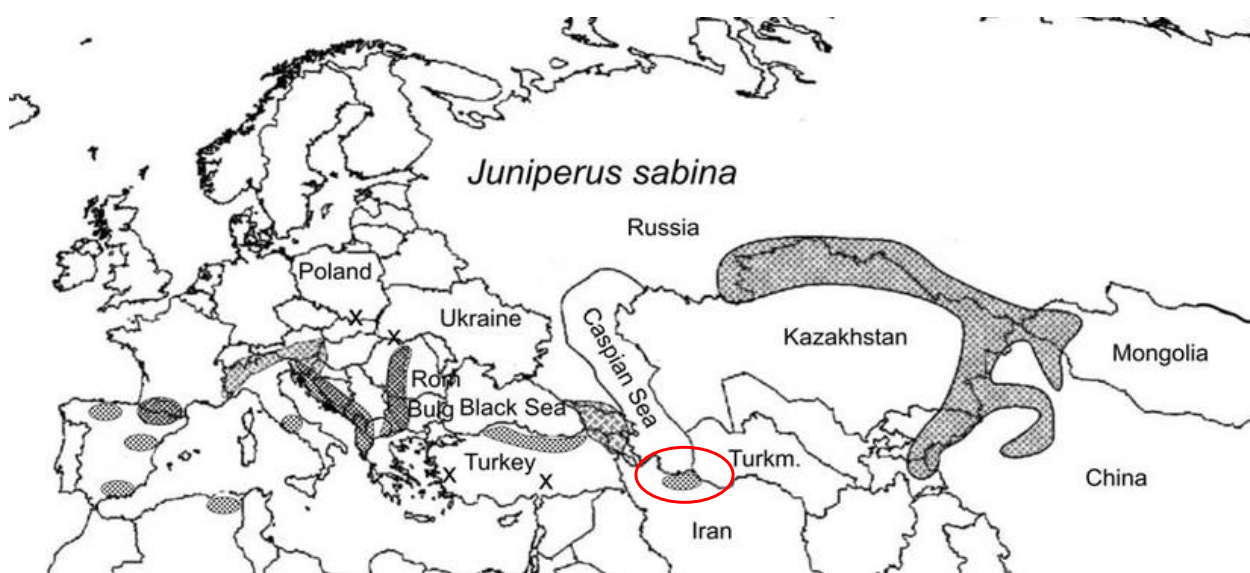 Juniperus sabina
Russia
Poland
x
Ukraine
x
Kazakhstan
Caspian Sea
Mongolia
Rom
Bulg
Black Sea
Turkey
Turkm.
x
x
China
Iran